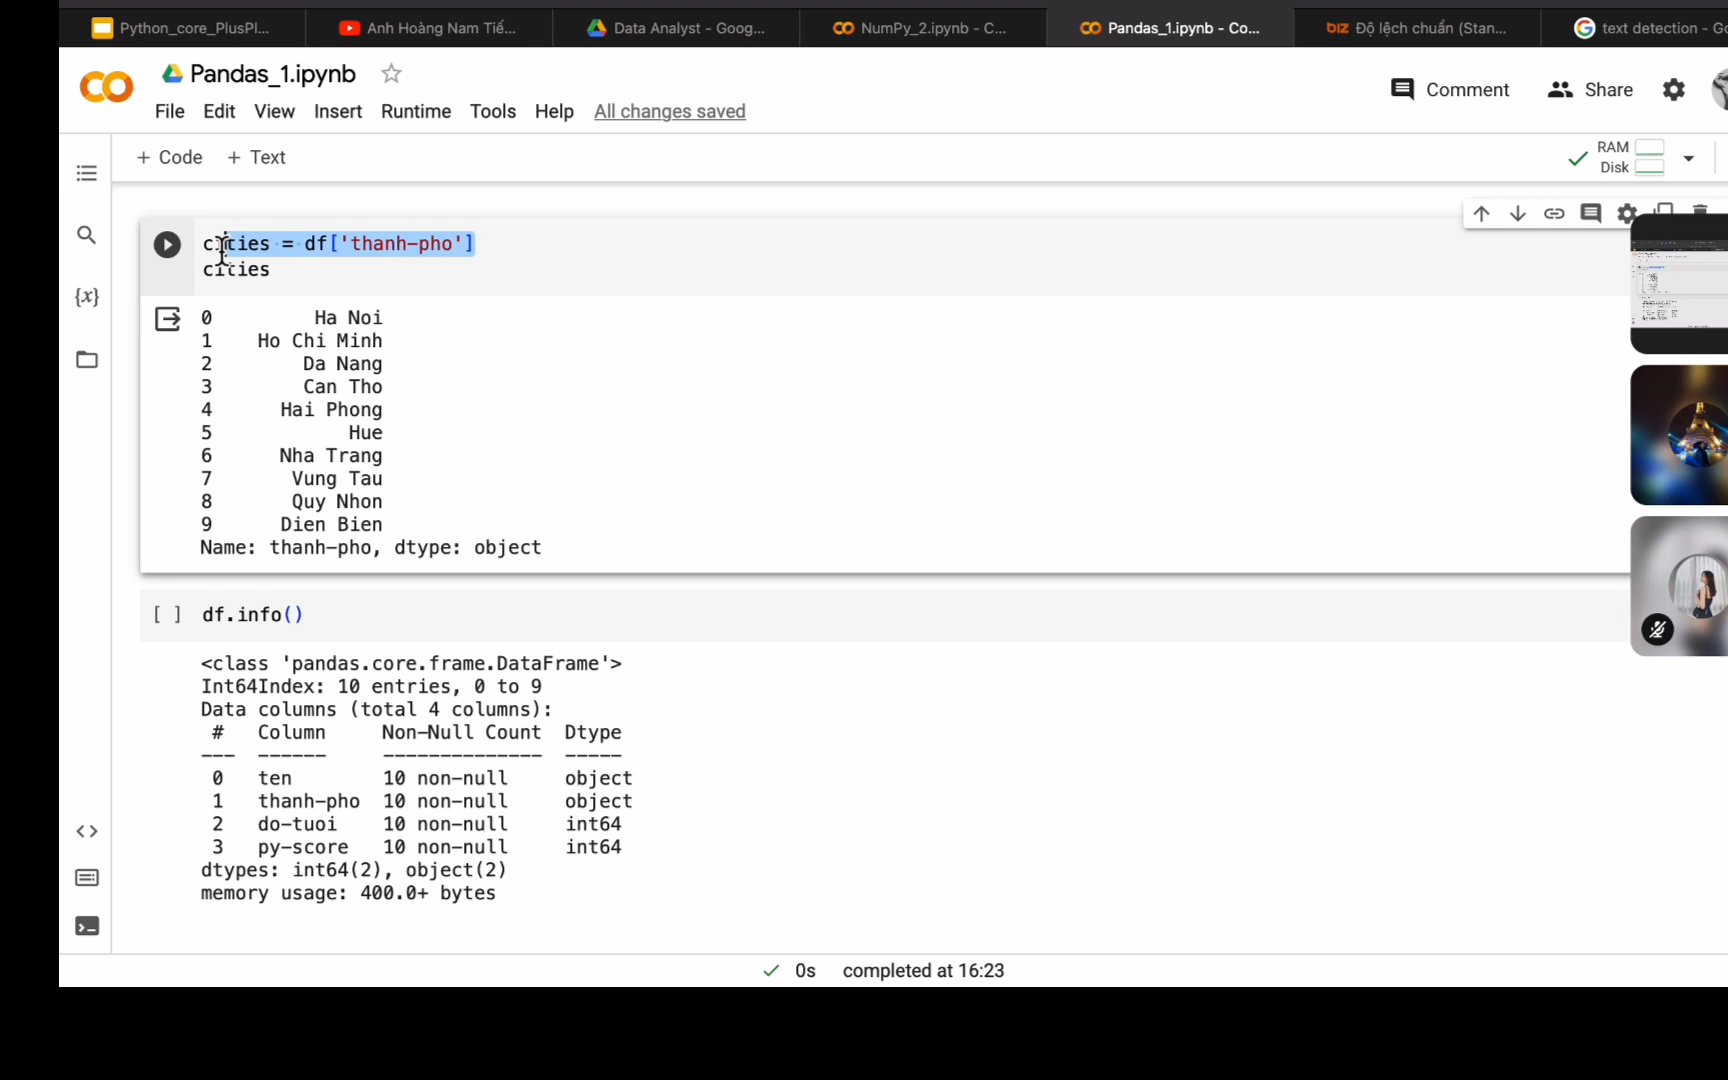 Python_core_PlusPl...
Anh Hoàng Nam Tiế...
Data Analyst - Goog...
NumPy_2.ipynb - C...
Pandas_1.ipynb - Co...
biz Độ lệch chuẩn (Stan...
text detection - Go
CO Pandas_1.ipynb
File Edit View Insert Runtime Tools Help All changes saved
Comment Share
+ Code + Text
RAM
Disk
cities = df['thanh-pho']
cities
0 Ha Noi
1 Ho Chi Minh
2 Da Nang
3 Can Tho
4 Hai Phong
5 Hue
6 Nha Trang
7 Vung Tau
8 Quy Nhon
9 Dien Bien
Name: thanh-pho, dtype: object
{x}
[ ] df.info()
<class 'pandas.core.frame.DataFrame'>
Int64Index: 10 entries, 0 to 9
Data columns (total 4 columns):
# Column Non-Null Count Dtype
--- ------ -------------- -----
0 ten 10 non-null object
1 thanh-pho 10 non-null object
2 do-tuoi 10 non-null int64
3 py-score 10 non-null int64
dtypes: int64(2), object(2)
memory usage: 400.0+ bytes
0s completed at 16:23